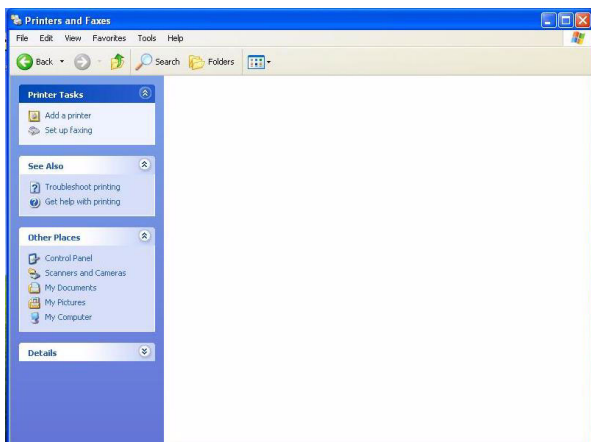 Printers and Faxes
File Edit View Favorites Tools Help
Back Search Folders
Printer Tasks
Add a printer
Set up faxing
See Also
Troubleshoot printing
Get help with printing
Other Places
Control Panel
Scanners and Cameras
My Documents
My Pictures
My Computer
Details